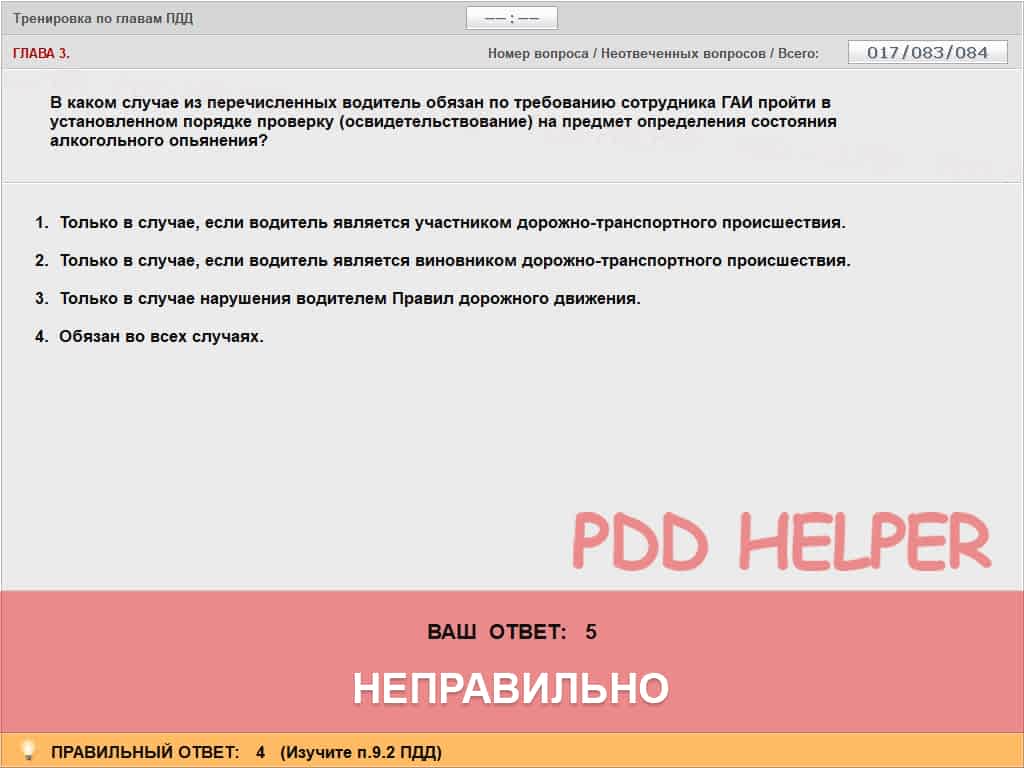 Тренировка по главам ПДД
––:––
ГЛАВА 3.
Номер вопроса / Неотвеченных вопросов / Всего:
017/083/084
В каком случае из перечисленных водитель обязан по требованию сотрудника ГАИ пройти в
установленном порядке проверку (освидетельствование) на предмет определения состояния
алкогольного опьянения?
1. Только в случае, если водитель является участником дорожно-транспортного происшествия.
2. Только в случае, если водитель является виновником дорожно-транспортного происшествия.
3. Только в случае нарушения водителем Правил дорожного движения.
4. Обязан во всех случаях.
PDD HELPER
ВАШ ОТВЕТ: 5
НЕПРАВИЛЬНО
ПРАВИЛЬНЫЙ ОТВЕТ: 4 (Изучите п.9.2 ПДД)